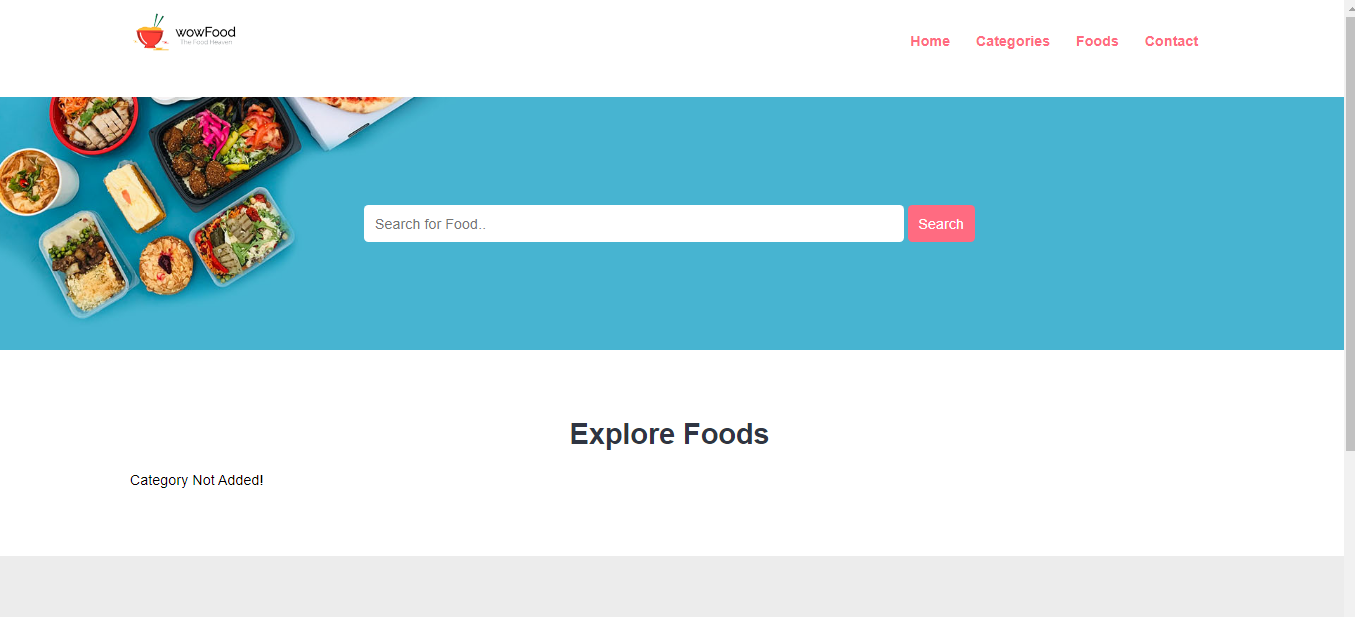 wowFood
The Food Heaven
Home Categories Foods Contact
Search for Food..
Search
Explore Foods
Category Not Added!